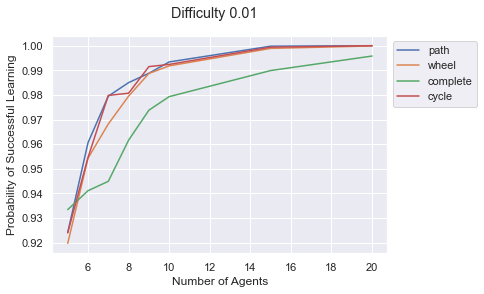 Difficulty 0.01
1.00
0.99
0.98
0.97
0.96
0.95
0.94
0.93
0.92
Probability of Successful Learning
6
8
10
12
14
16
18
20
Number of Agents
path
wheel
complete
cycle